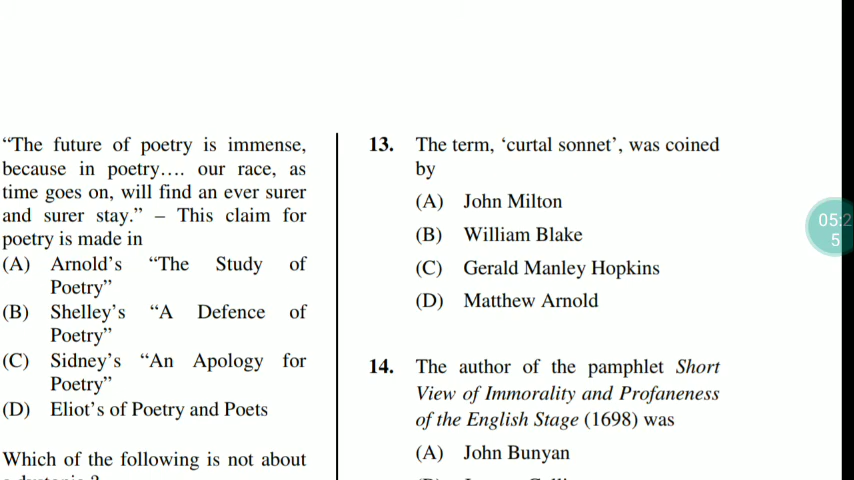 “The future of poetry is immense,
because in poetry…. our race, as
time goes on, will find an ever surer
and surer stay.” – This claim for
poetry is made in
(A) Arnold’s “The Study of
Poetry”
(B) Shelley’s “A Defence of
Poetry”
(C) Sidney’s “An Apology for
Poetry”
(D) Eliot’s of Poetry and Poets
Which of the following is not about
13. The term, ‘curtal sonnet’, was coined
by
(A) John Milton
(B) William Blake
(C) Gerald Manley Hopkins
(D) Matthew Arnold
14. The author of the pamphlet Short
View of Immorality and Profaneness
of the English Stage (1698) was
(A) John Bunyan
05:2
5